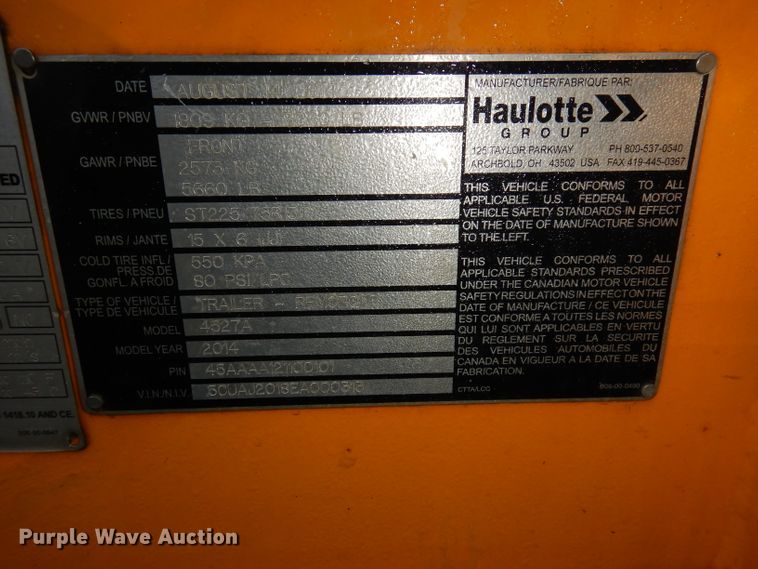 DATE AUGUST
GVWR / PNBV 1809 KG
FRONT
GAWR / PNBE
5660 LB
TIRES / PNEU
RIMS / JANTE 15 X 6
COLD TIRE INFL /
PRESS.DE
GONFL. A FROID
550 KPA
80 PSI
TYPE OF VEHICLE /
TYPE DE VEHICULE
TRAILER -
MODEL 4527A
MODEL YEAR 2014
PIN
V.I.N./N.I.V.
MANUFACTURER/FABRIQUE PAR:
Haulotte
GROUP
125 TAYLOR PARKWAY PH 800-537-0540
ARCHBOLD, OH 43502 USA FAX 419-445-0367
THIS VEHICLE CONFORMS TO ALL
APPLICABLE U.S. FEDERAL MOTOR
VEHICLE SAFETY STANDARDS IN EFFECT
ON THE DATE OF MANUFACTURE SHOWN
TO THE LEFT.
THIS VEHICLE CONFORMS TO ALL
APPLICABLE STANDARDS PRESCRIBED
UNDER THE CANADIAN MOTOR VEHICLE
SAFETY REGULATIONS IN EFFECT ON THE
DATE OF MANUFACTURE / CE VEHICULE
EST CONFORME A TOUTES LES NORMES
QUI LUI SONT APPLICABLES EN VERTU
DU REGLEMENT SUR LA SECURITE
DES VEHICULES AUTOMOBILES DU
CANADA EN VIGUEUR A LA DATE DE SA
FABRICATION.
1418.10 AND CE.
Purple Wave Auction